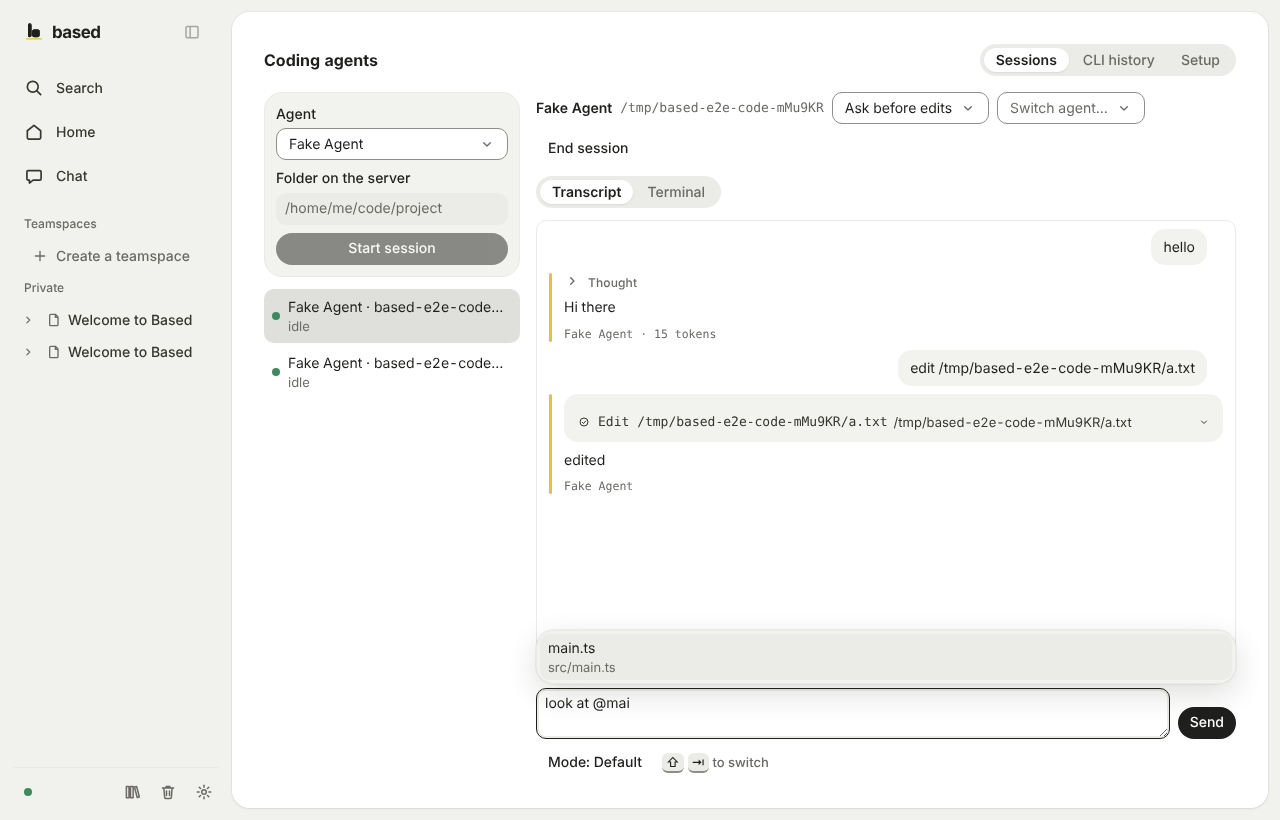 based
Search
Home
Chat
Teamspaces
Create a teamspace
Private
Welcome to Based
Welcome to Based
Coding agents
Sessions
CLI history
Setup
Agent
Fake Agent
Folder on the server
/home/me/code/project
Start session
Fake Agent · based-e2e-code...
idle
Fake Agent · based-e2e-code...
idle
Fake Agent /tmp/based-e2e-code-mMu9KR
Ask before edits
Switch agent...
End session
Transcript
Terminal
hello
Thought
Hi there
Fake Agent · 15 tokens
edit /tmp/based-e2e-code-mMu9KR/a.txt
Edit /tmp/based-e2e-code-mMu9KR/a.txt /tmp/based-e2e-code-mMu9KR/a.txt
edited
Fake Agent
main.ts
src/main.ts
look at @mai
Send
Mode: Default
to switch